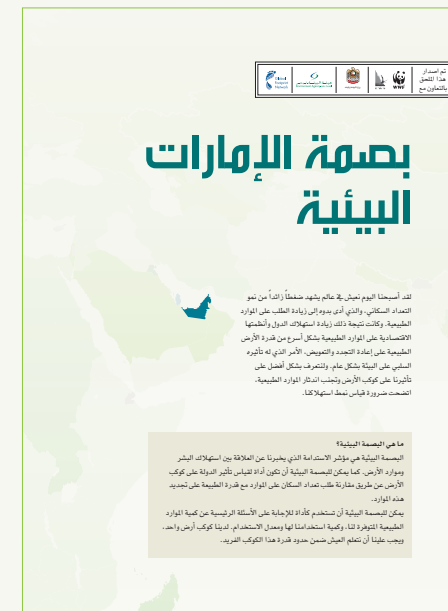 تم اصدار
هذا الملحق
بالتعاون مع
WWF
Global
Footprint
Network
بصمة الإمارات
البيئية
لقد أصبحنا اليوم نعيش في عالم يشهد ضغطاً زائداً من نمو
التعداد السكاني، والذي أدى بدوه إلى زيادة الطلب على الموارد
الطبيعية. وكانت نتيجة ذلك زيادة استهلاك الدول وأنظمتها
الاقتصادية على الموارد الطبيعية بشكل أسرع من قدرة الأرض
الطبيعية على إعادة التجدد والتعويض، الأمر الذي له تأثيره
السلبي على البيئة بشكل عام. ولنتعرف بشكل أفضل على
تأثيرنا على كوكب الأرض وتجنب اندثار الموارد الطبيعية،
اتضحت ضرورة قياس نمط استهلاكنا.
ما هي البصمة البيئية؟
البصمة البيئية هي مؤشر الاستدامة الذي يخبرنا عن العلاقة بين استهلاك البشر
وموارد الأرض. كما يمكن للبصمة البيئية أن تكون أداة لقياس تأثير الدولة على كوكب
الأرض عن طريق مقارنة طلب تعداد السكان على الموارد مع قدرة الطبيعة على تجديد
هذه الموارد.
يمكن للبصمة البيئية أن تستخدم كأداة للإجابة على الأسئلة الرئيسية عن كمية الموارد
الطبيعية المتوفرة لنا، وكمية استخدامنا لها ومعدل الاستخدام. لدينا كوكب أرض واحد،
ويجب علينا أن نتعلم العيش ضمن حدود قدرة هذا الكوكب الفريد.